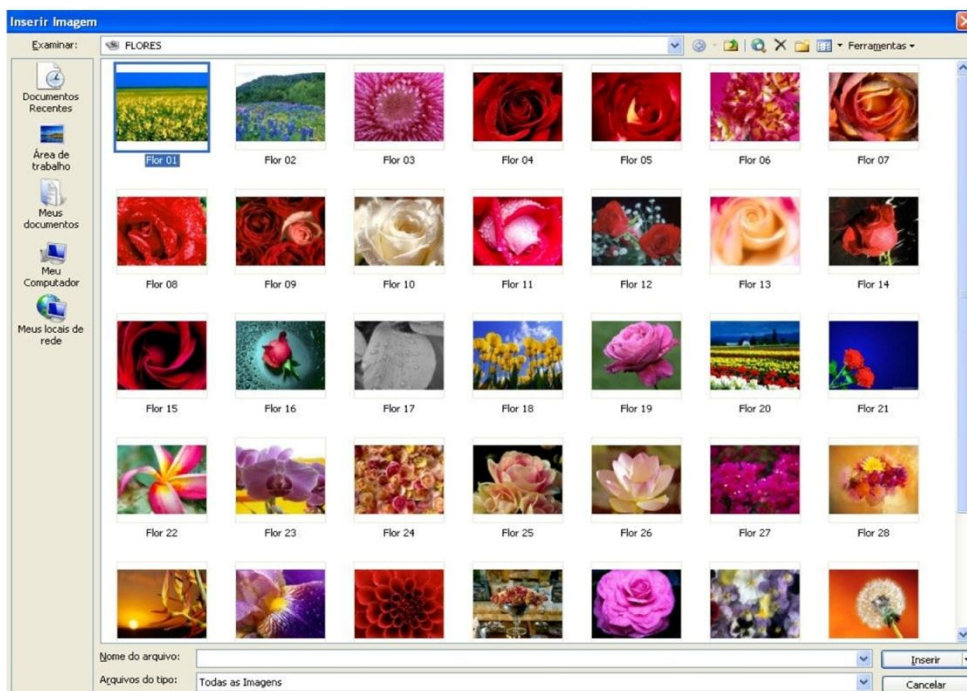 Inserir Imagem
Examinar: FLORES Ferramentas
Documentos
Recentes
Área de
trabalho
Meus
documentos
Meu
Computador
Meus locais de
rede
Flor 01 Flor 02 Flor 03 Flor 04 Flor 05 Flor 06 Flor 07
Flor 08 Flor 09 Flor 10 Flor 11 Flor 12 Flor 13 Flor 14
Flor 15 Flor 16 Flor 17 Flor 18 Flor 19 Flor 20 Flor 21
Flor 22 Flor 23 Flor 24 Flor 25 Flor 26 Flor 27 Flor 28
Nome do arquivo: Inserir
Arquivos do tipo: Todas as Imagens Cancelar